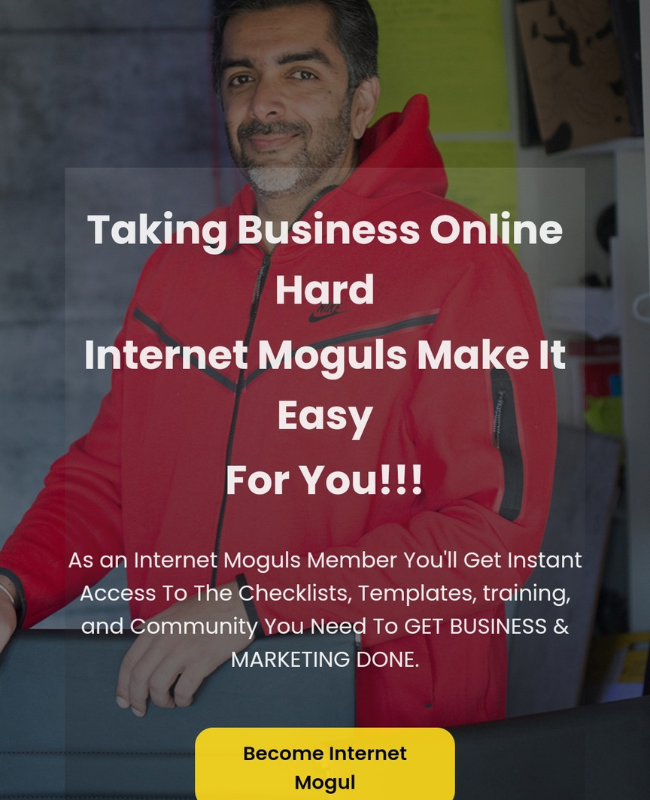 Taking Business Online
Hard
Internet Moguls Make It
Easy
For You!!!
As an Internet Moguls Member You'll Get Instant
Access To The Checklists, Templates, training,
and Community You Need To GET BUSINESS &
MARKETING DONE.
Become Internet
Mogul